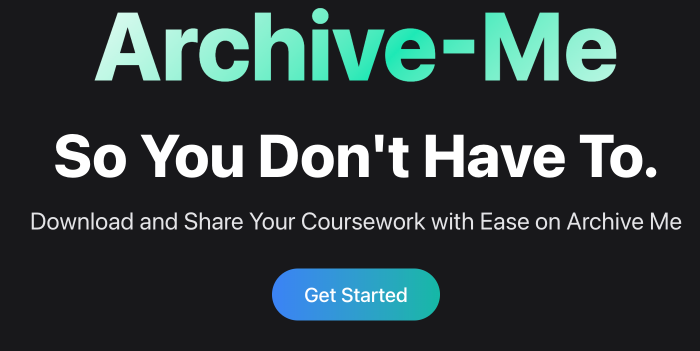 Archive-Me
So You Don't Have To.
Download and Share Your Coursework with Ease on Archive Me
Get Started